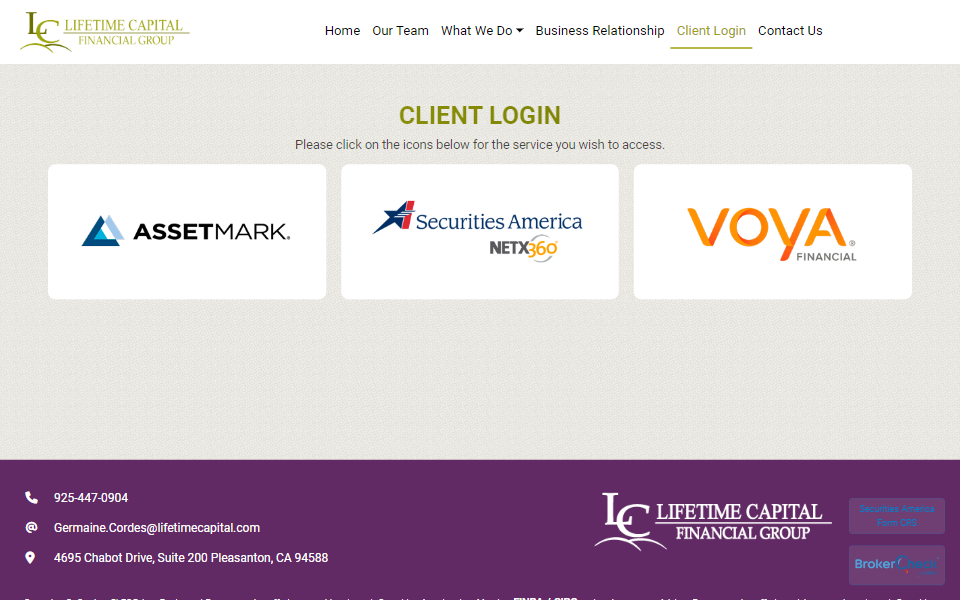 LC LIFETIME CAPITAL
FINANCIAL GROUP
Home Our Team What We Do Business Relationship Client Login Contact Us
CLIENT LOGIN
Please click on the icons below for the service you wish to access.
ASSETMARK®
Securities America
NETX360°
VOYA®
FINANCIAL
925-447-0904
Germaine.Cordes@lifetimecapital.com
4695 Chabot Drive, Suite 200 Pleasanton, CA 94588
LC LIFETIME CAPITAL
FINANCIAL GROUP
Securities America
Form CRS
BrokerCheck